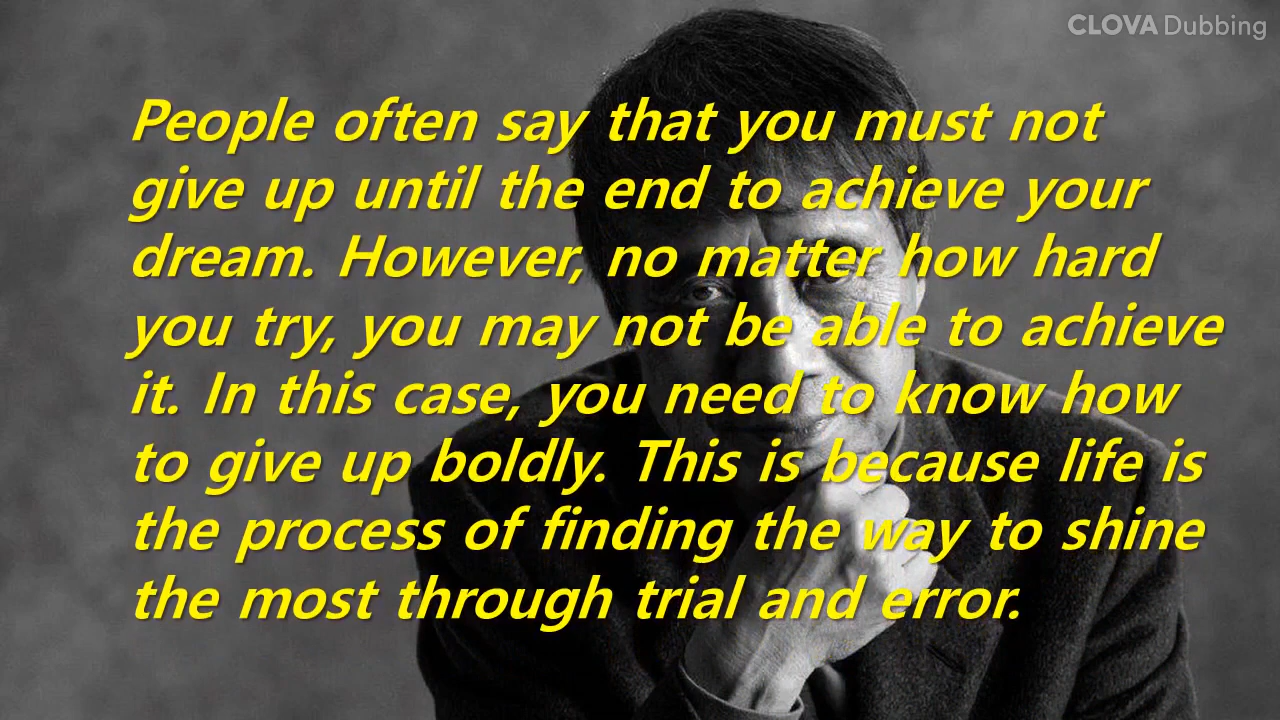 CLOVA Dubbing
People often say that you must not
give up until the end to achieve your
dream. However, no matter how hard
you try, you may not be able to achieve
it. In this case, you need to know how
to give up boldly. This is because life is
the process of finding the way to shine
the most through trial and error.